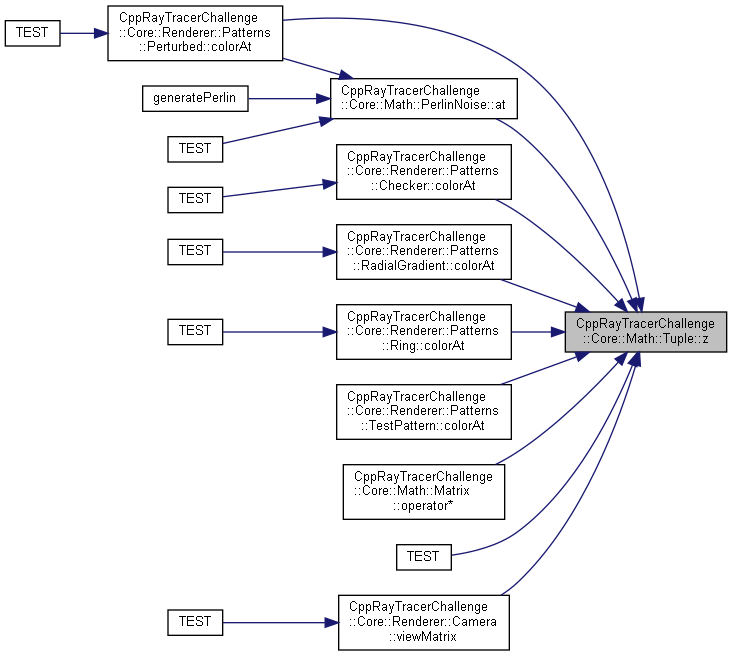 CppRayTracerChallenge
::Core::Renderer::Patterns
::Perturbed::colorAt
TEST
CppRayTracerChallenge
::Core::Math::PerlinNoise::at
generatePerlin
TEST
CppRayTracerChallenge
::Core::Renderer::Patterns
::Checker::colorAt
TEST
CppRayTracerChallenge
::Core::Renderer::Patterns
::RadialGradient::colorAt
TEST
CppRayTracerChallenge
::Core::Renderer::Patterns
::Ring::colorAt
TEST
CppRayTracerChallenge
::Core::Math::Tuple::z
CppRayTracerChallenge
::Core::Renderer::Patterns
::TestPattern::colorAt
CppRayTracerChallenge
::Core::Math::Matrix
::operator*
TEST
CppRayTracerChallenge
::Core::Renderer::Camera
::viewMatrix
TEST